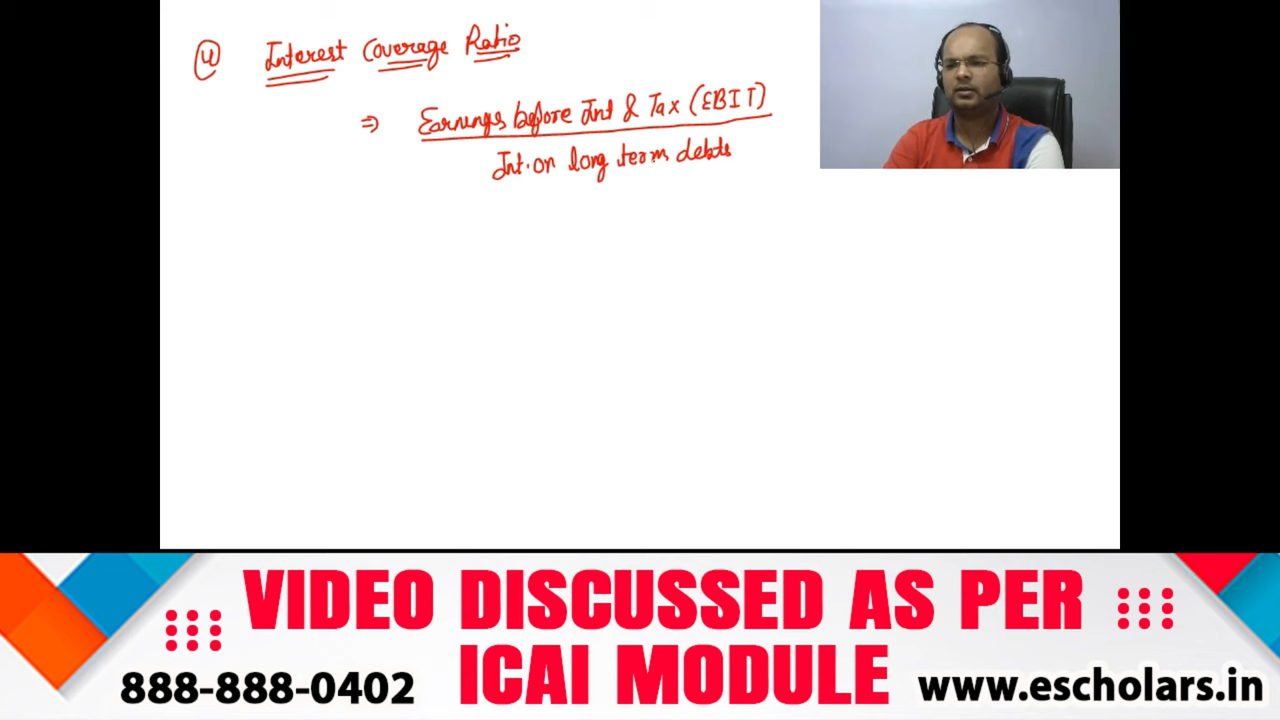 ④ Interest Coverage Ratio
⇒ Earnings before Int & Tax (EBIT)
Int. on long term debts
VIDEO DISCUSSED AS PER
ICAI MODULE
888-888-0402
www.escholars.in